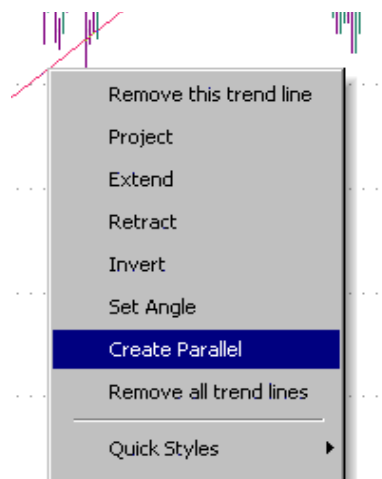 Remove this trend line
Project
Extend
Retract
Invert
Set Angle
Create Parallel
Remove all trend lines
Quick Styles